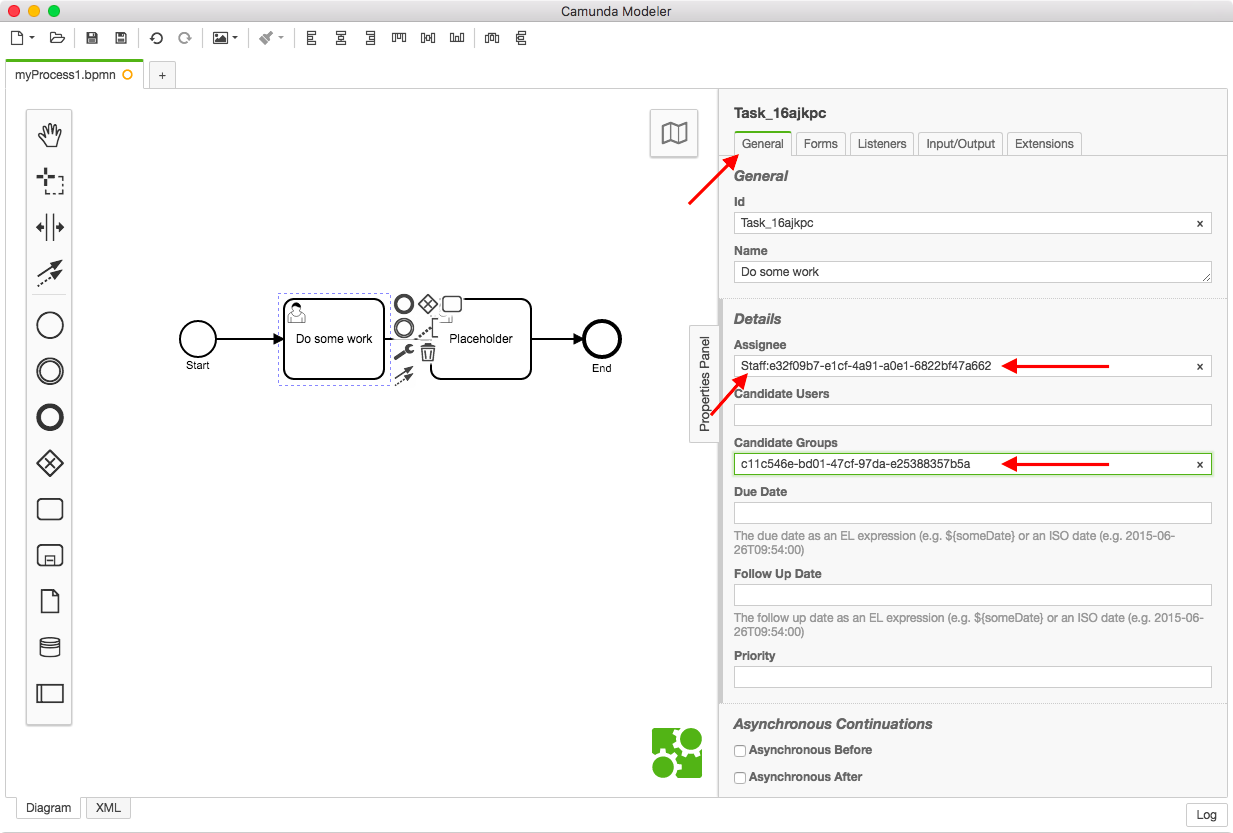 Camunda Modeler
myProcess1.bpmn
+
Task_16ajkpc
General Forms Listeners Input/Output Extensions
General
Id
Task_16ajkpc ×
Name
Do some work
Details
Assignee
Staff:e32f09b7-e1cf-4a91-a0e1-6822bf47a662 ×
Candidate Users
Candidate Groups
c11c546e-bd01-47cf-97da-e25388357b5a ×
Due Date
The due date as an EL expression (e.g. ${someDate} or an ISO date (e.g. 2015-06-
26T09:54:00)
Follow Up Date
The follow up date as an EL expression (e.g. ${someDate} or an ISO date (e.g. 2015-06-
26T09:54:00)
Priority
Asynchronous Continuations
Asynchronous Before
Asynchronous After
Properties Panel
Do some work
Placeholder
Start
End
Diagram XML
Log